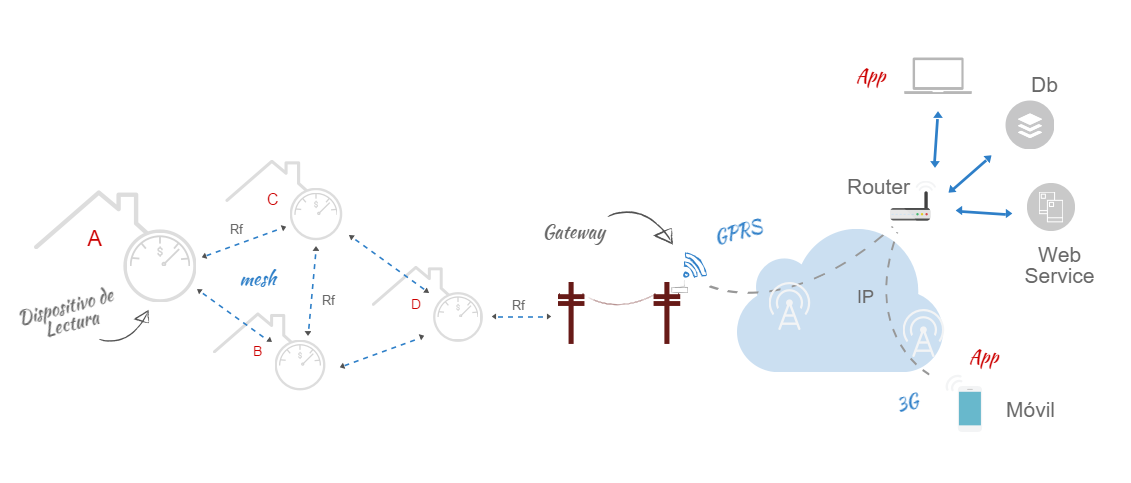 App
Db
Router
Web
Service
GPRS
Gateway
IP
C
Rf
A
mesh
Rf
D
Rf
Dispositivo de
Lectura
B
App
3G
Móvil
$
$
$
$